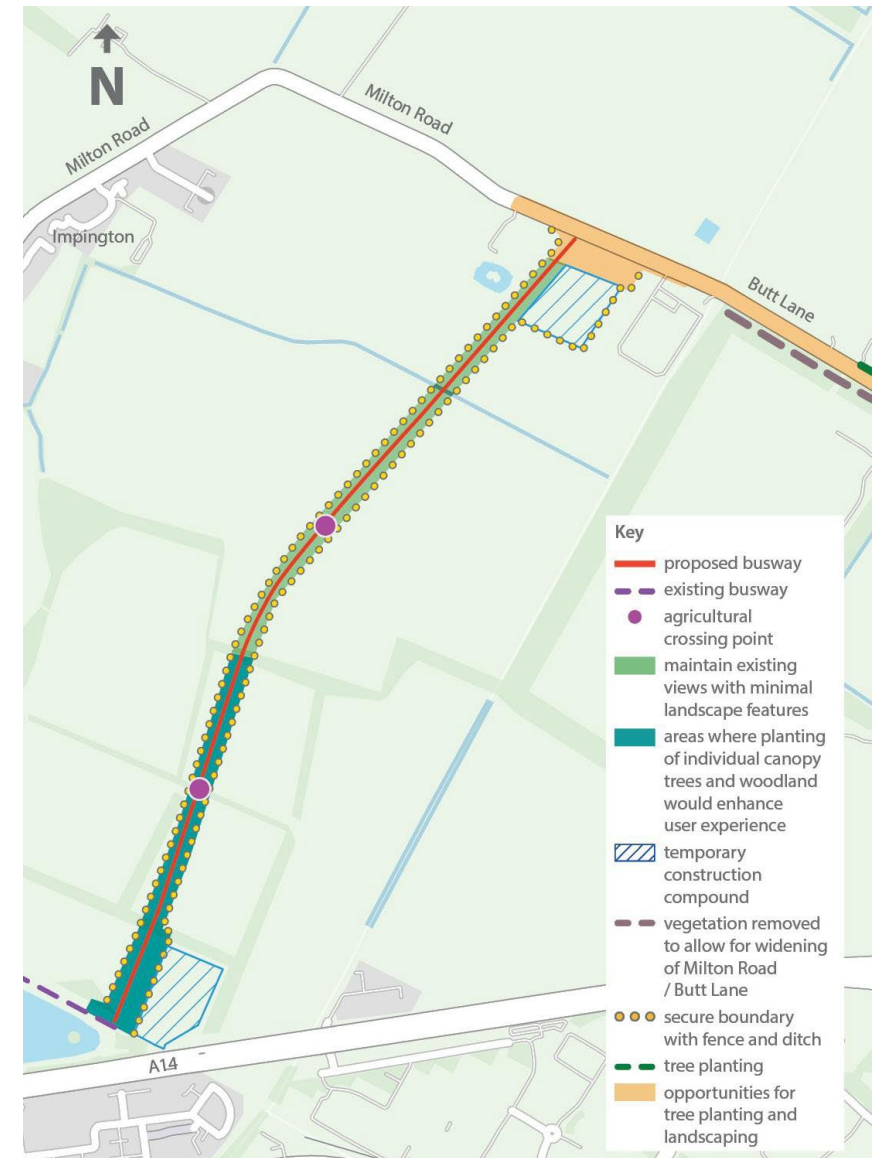 N
Milton Road
Milton Road
Impington
Butt Lane
A14
Key
proposed busway
existing busway
agricultural
crossing point
maintain existing
views with minimal
landscape features
areas where planting
of individual canopy
trees and woodland
would enhance
user experience
temporary
construction
compound
vegetation removed
to allow for widening
of Milton Road
/ Butt Lane
secure boundary
with fence and ditch
tree planting
opportunities for
tree planting and
landscaping